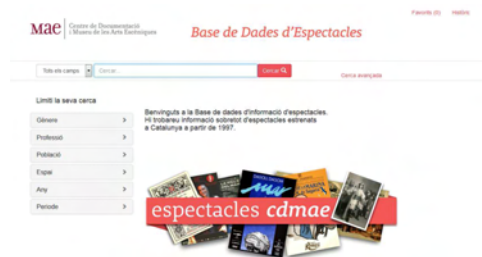 Favorits (0) Històric
Mae Centre de Documentació
i Museu de les Arts Escèniques
Base de Dades d'Espectacles
Tots els camps Cercar... Cercar
Cerca avançada
Limiti la seva cerca
Gènere
Professió
Població
Espai
Any
Període
Benvinguts a la Base de dades d'informació d'espectacles.
Hi trobareu informació sobretot d'espectacles estrenats
a Catalunya a partir de 1997.
espectacles cdmae